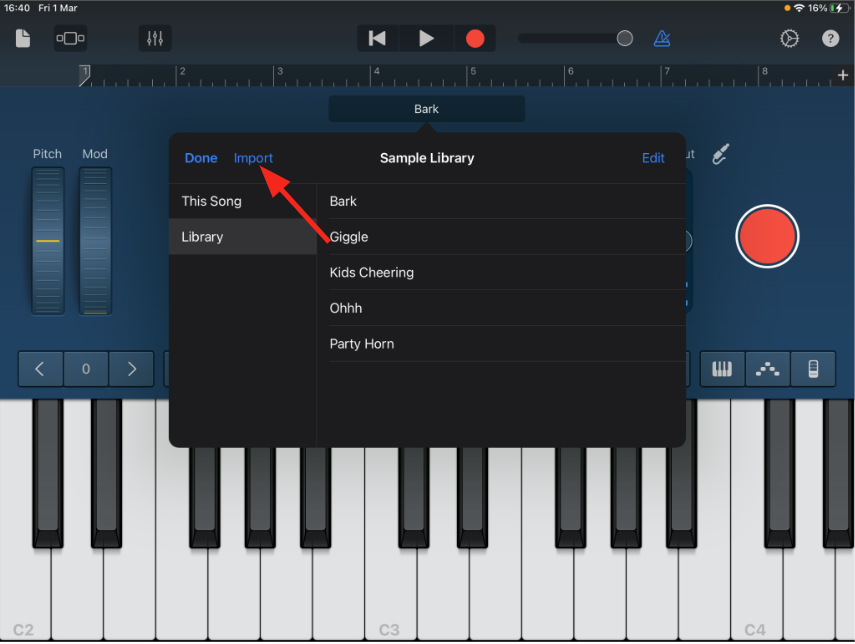 16:40 Fri 1 Mar
16%
?
1 2 3 4 5 6 7 8 +
Bark
Pitch Mod
Done Import Sample Library Edit
This Song
Library
Bark
Giggle
Kids Cheering
Ohhh
Party Horn
0
C2 C3 C4